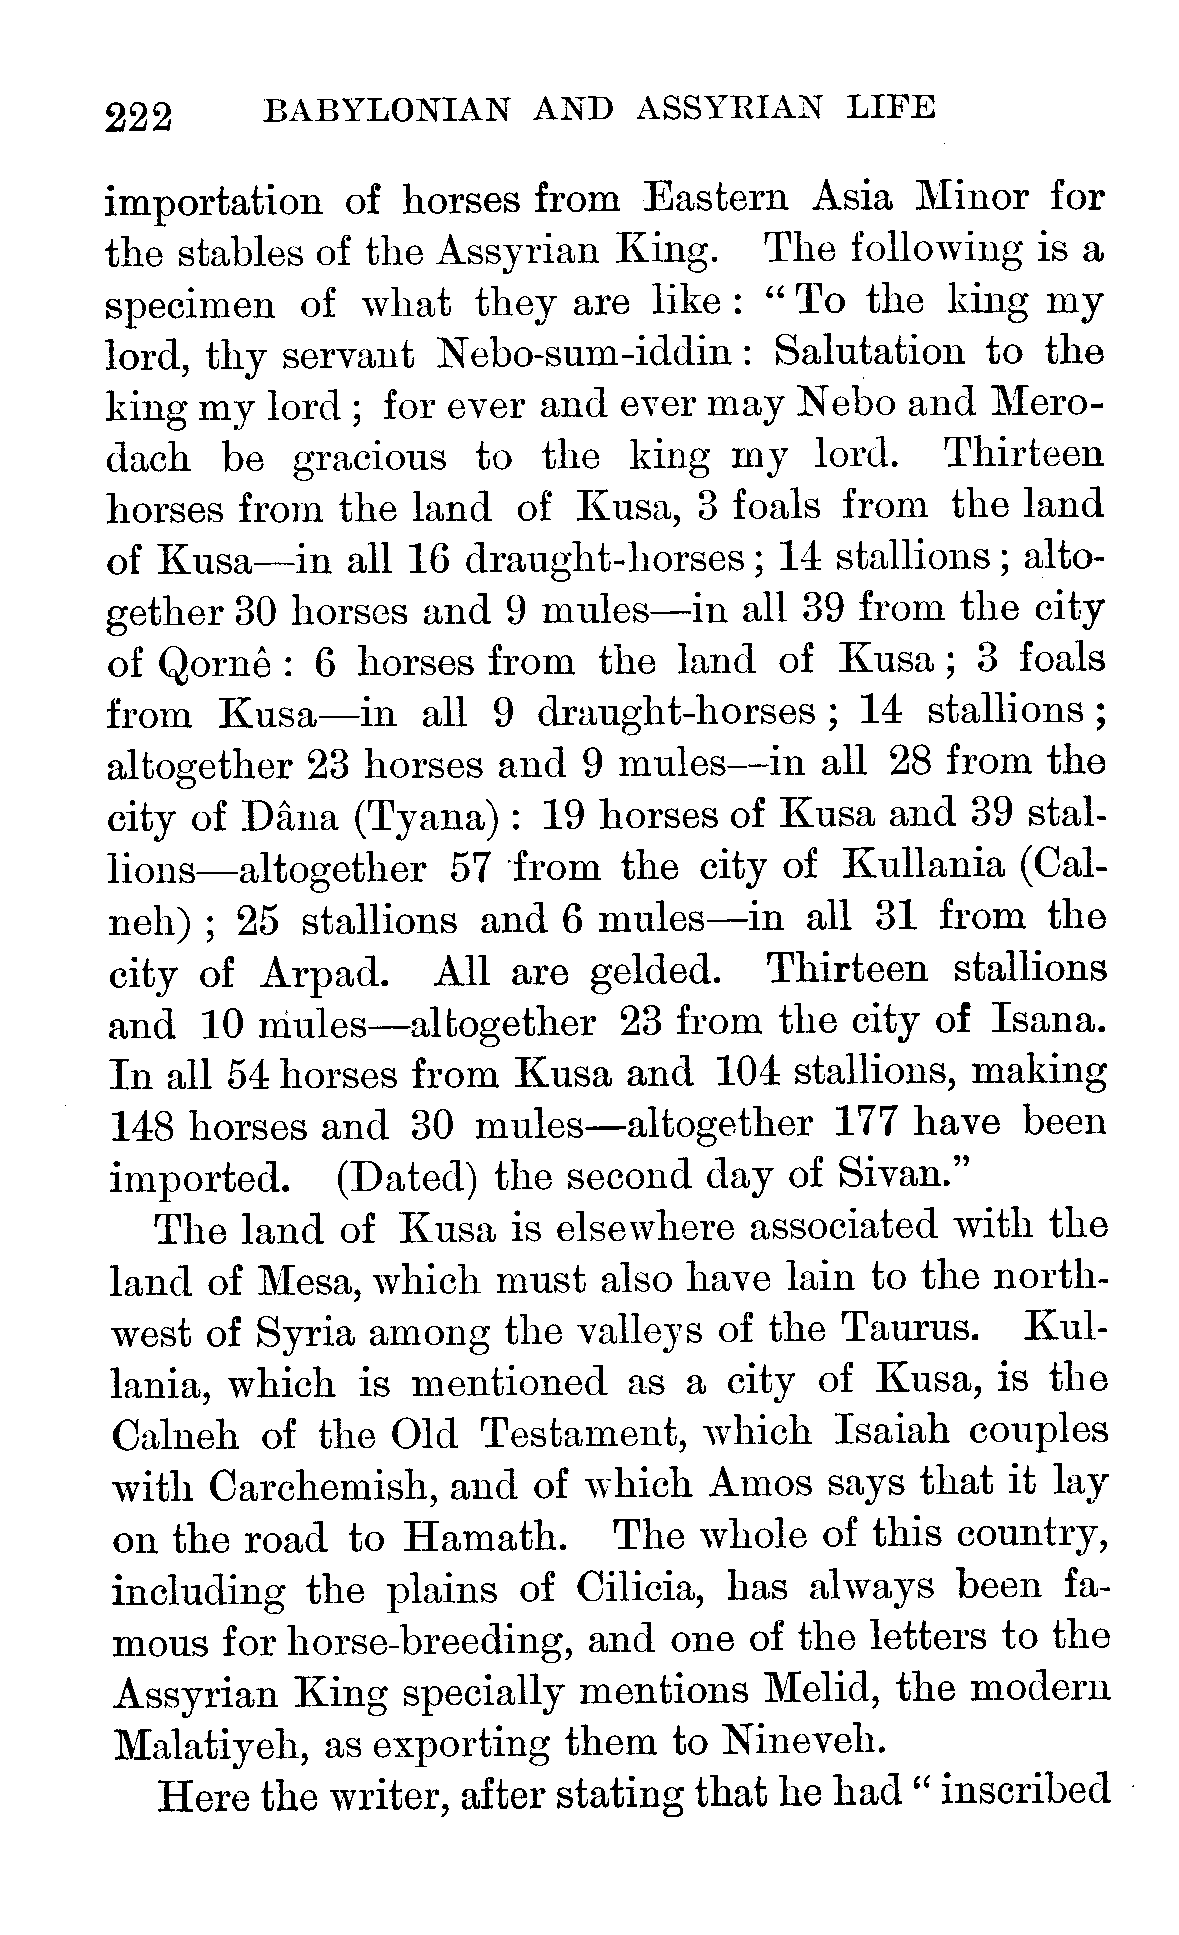 222 BABYLONIAN AND ASSYRIAN LIFE
importation of horses from Eastern Asia Minor for
the stables of the Assyrian King. The following is a
specimen of what they are like : “ To the king my
lord, thy servant Nebo-sum-iddin : Salutation to the
king my lord ; for ever and ever may Nebo and Mero-
dach be gracious to the king my lord. Thirteen
horses from the land of Kusa, 3 foals from the land
of Kusa—in all 16 draught-horses ; 14 stallions ; alto-
gether 30 horses and 9 mules—in all 39 from the city
of Qornê : 6 horses from the land of Kusa ; 3 foals
from Kusa—in all 9 draught-horses ; 14 stallions ;
altogether 23 horses and 9 mules—in all 28 from the
city of Dâna (Tyana) : 19 horses of Kusa and 39 stal-
lions—altogether 57 from the city of Kullania (Cal-
neh) ; 25 stallions and 6 mules—in all 31 from the
city of Arpad. All are gelded. Thirteen stallions
and 10 mules—altogether 23 from the city of Isana.
In all 54 horses from Kusa and 104 stallions, making
148 horses and 30 mules—altogether 177 have been
imported. (Dated) the second day of Sivan.”
The land of Kusa is elsewhere associated with the
land of Mesa, which must also have lain to the north-
west of Syria among the valleys of the Taurus. Kul-
lania, which is mentioned as a city of Kusa, is the
Calneh of the Old Testament, which Isaiah couples
with Carchemish, and of which Amos says that it lay
on the road to Hamath. The whole of this country,
including the plains of Cilicia, has always been fa-
mous for horse-breeding, and one of the letters to the
Assyrian King specially mentions Melid, the modern
Malatiyeh, as exporting them to Nineveh.
Here the writer, after stating that he had “ inscribed